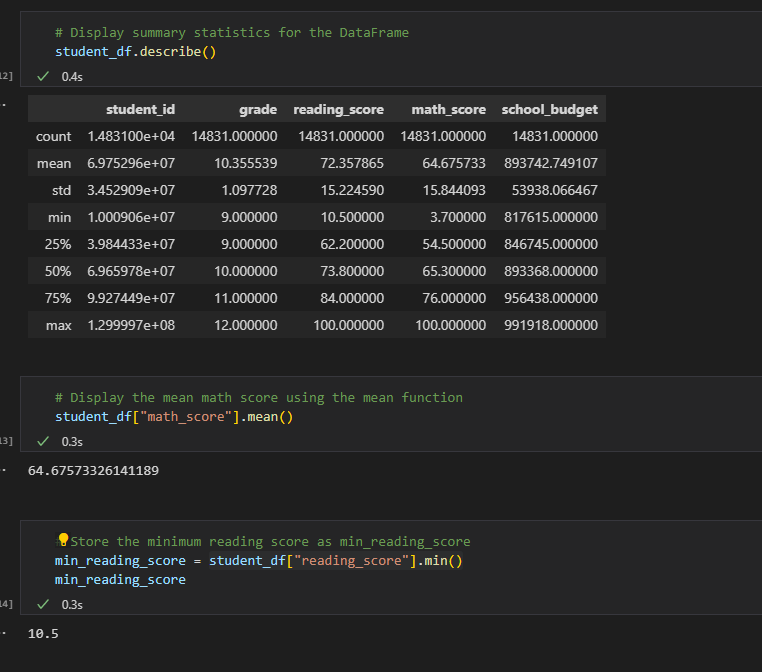 # Display summary statistics for the DataFrame
student_df.describe()
12]
0.4s
student_id grade reading_score math_score school_budget
count 1.483100e+04 14831.000000 14831.000000 14831.000000 14831.000000
mean 6.975296e+07 10.355539 72.357865 64.675733 893742.749107
std 3.452909e+07 1.097728 15.224590 15.844093 53938.066467
min 1.000906e+07 9.000000 10.500000 3.700000 817615.000000
25% 3.984433e+07 9.000000 62.200000 54.500000 846745.000000
50% 6.965978e+07 10.000000 73.800000 65.300000 893368.000000
75% 9.927449e+07 11.000000 84.000000 76.000000 956438.000000
max 1.299997e+08 12.000000 100.000000 100.000000 991918.000000
# Display the mean math score using the mean function
student_df["math_score"].mean()
13]
0.3s
64.67573326141189
Store the minimum reading score as min_reading_score
min_reading_score = student_df["reading_score"].min()
min_reading_score
14]
0.3s
10.5